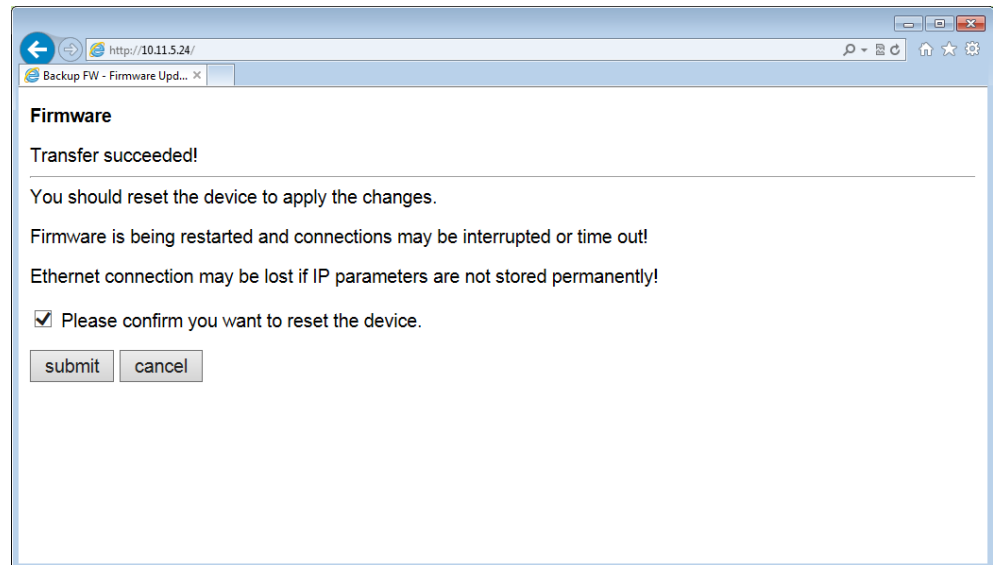 http://10.11.5.24/
Backup FW - Firmware Upd...
Firmware
Transfer succeeded!
You should reset the device to apply the changes.
Firmware is being restarted and connections may be interrupted or time out!
Ethernet connection may be lost if IP parameters are not stored permanently!
Please confirm you want to reset the device.
submit cancel